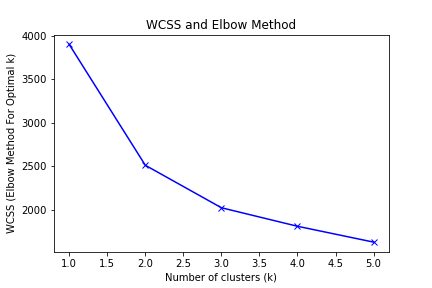 WCSS and Elbow Method
WCSS (Elbow Method For Optimal k)
4000
3500
3000
2500
2000
1.0 1.5 2.0 2.5 3.0 3.5 4.0 4.5 5.0
Number of clusters (k)